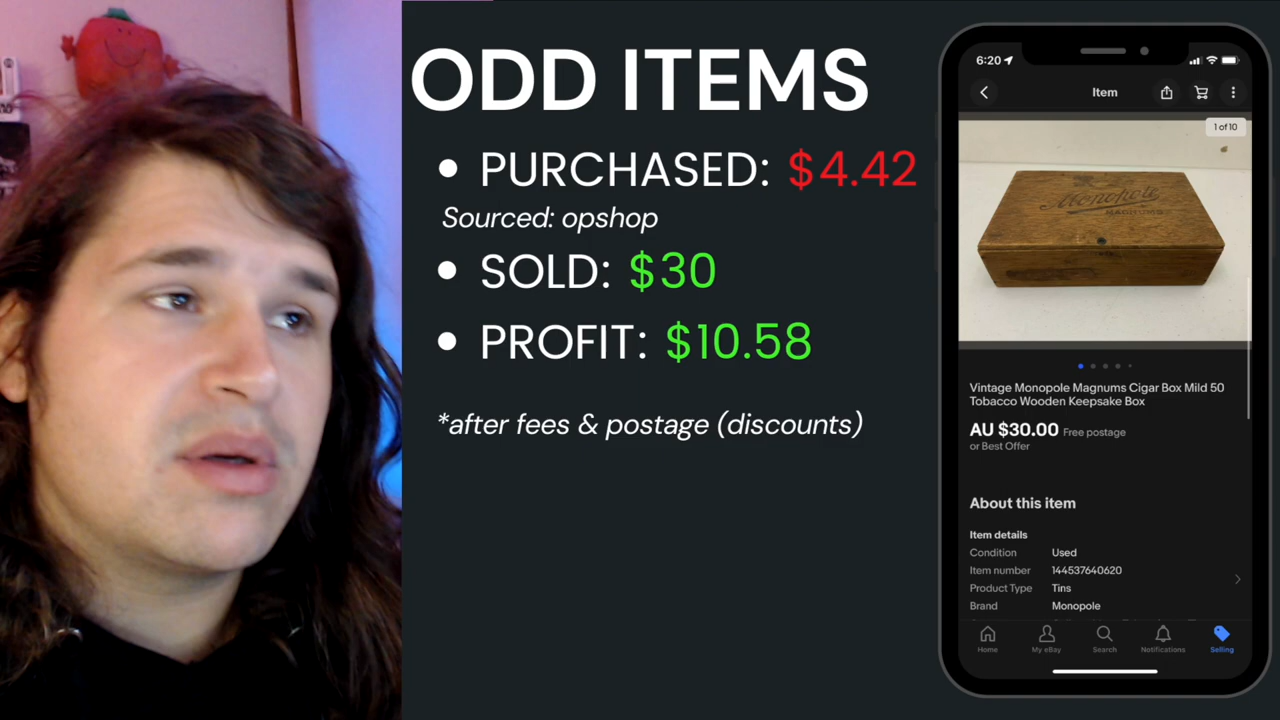 ODD ITEMS
• PURCHASED: $4.42
Sourced: opshop
• SOLD: $30
• PROFIT: $10.58
*after fees & postage (discounts)
6:20
Item
1 of 10
Monopole
MAGNUMS
Vintage Monopole Magnums Cigar Box Mild 50
Tobacco Wooden Keepsake Box
AU $30.00 Free postage
or Best Offer
About this item
Item details
Condition Used
Item number 144537640620
Product Type Tins
Brand Monopole
Home My eBay Search Notifications Selling